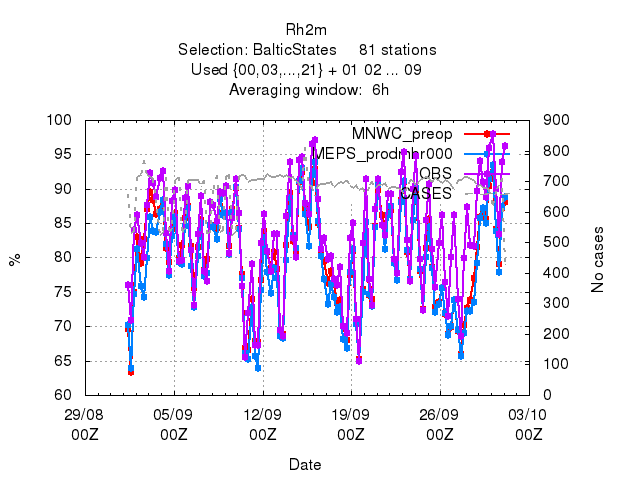 Rh2m
Selection: BalticStates 81 stations
Used {00,03,...,21} + 01 02 ... 09
Averaging window: 6h
MNWC_preop
MEPS_prodmhr000
OBS
CASES
100
95
90
85
80
75
70
65
60
%
900
800
700
600
500
400
300
200
100
0
No cases
29/08 05/09 12/09 19/09 26/09 03/10
00Z 00Z 00Z 00Z 00Z 00Z
Date